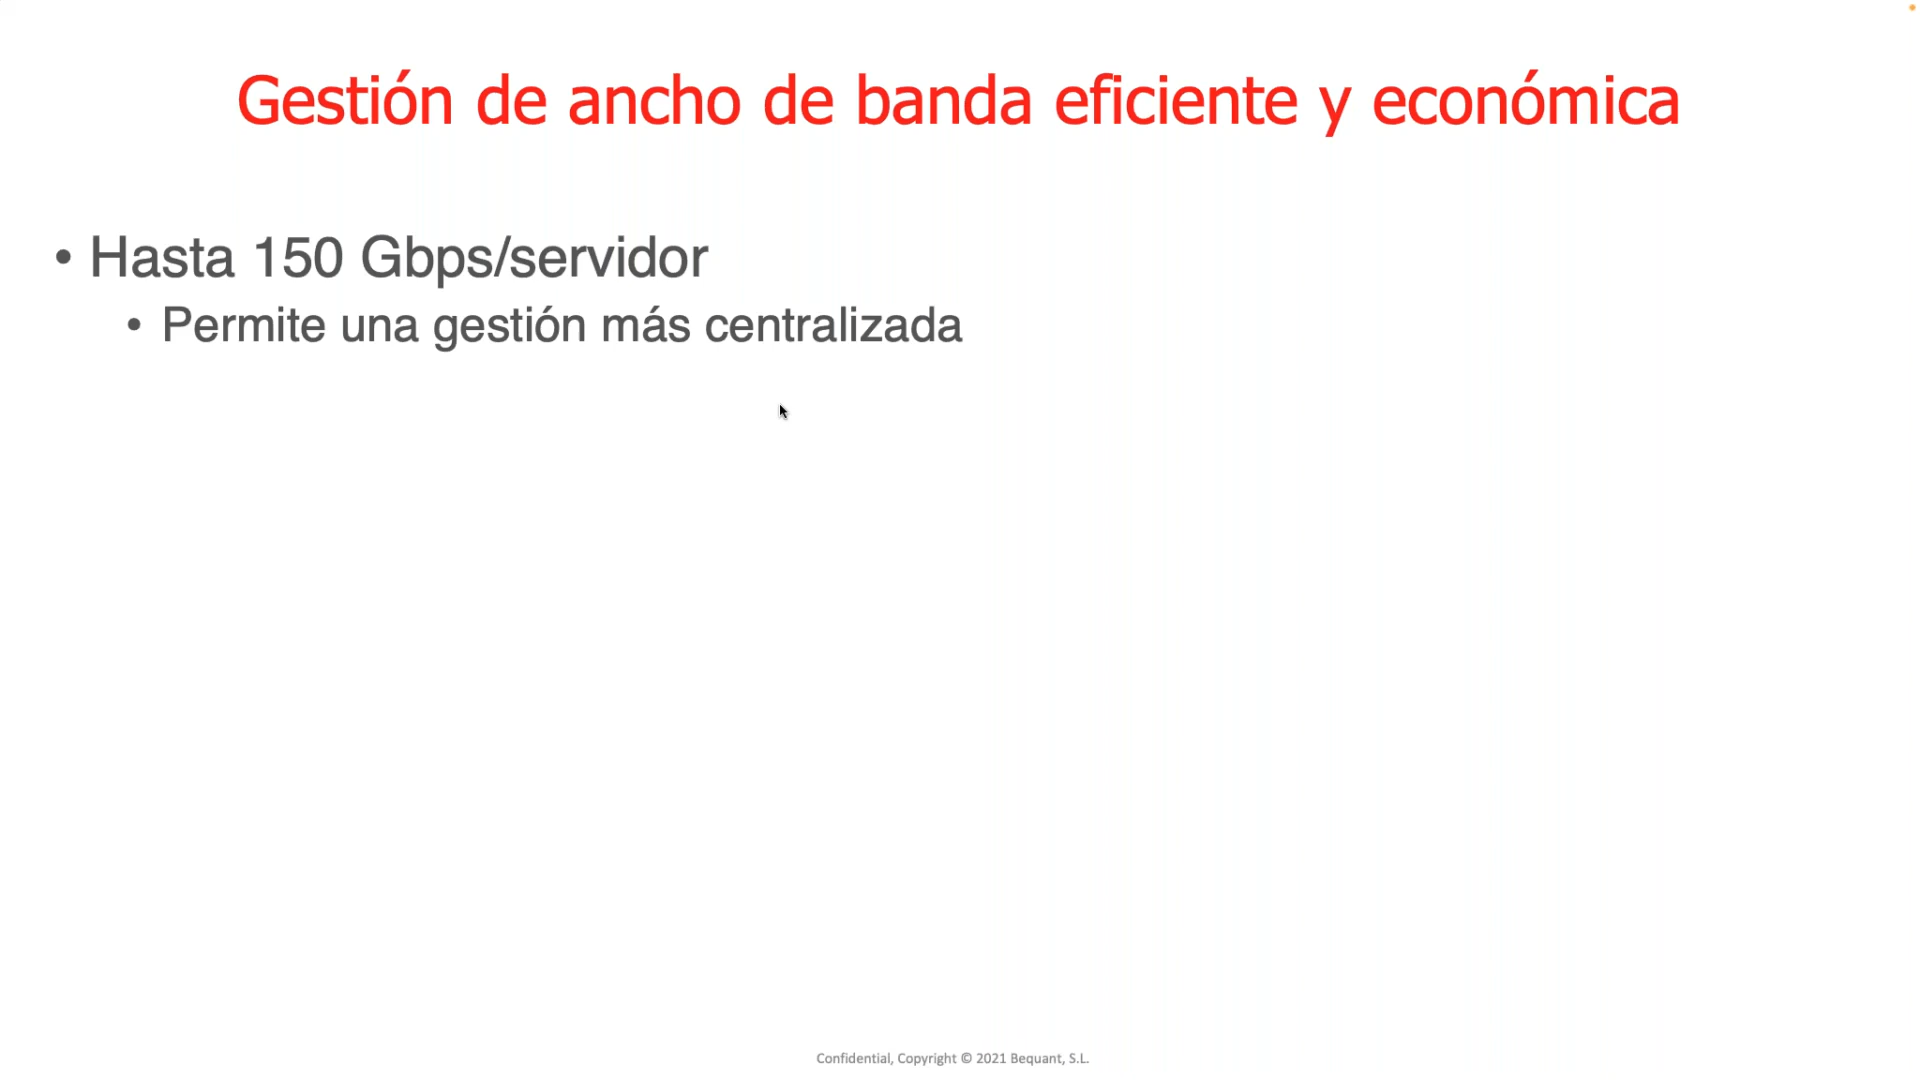 Gestión de ancho de banda eficiente y económica
• Hasta 150 Gbps/servidor
• Permite una gestión más centralizada
Confidential, Copyright © 2021 Bequant, S.L.